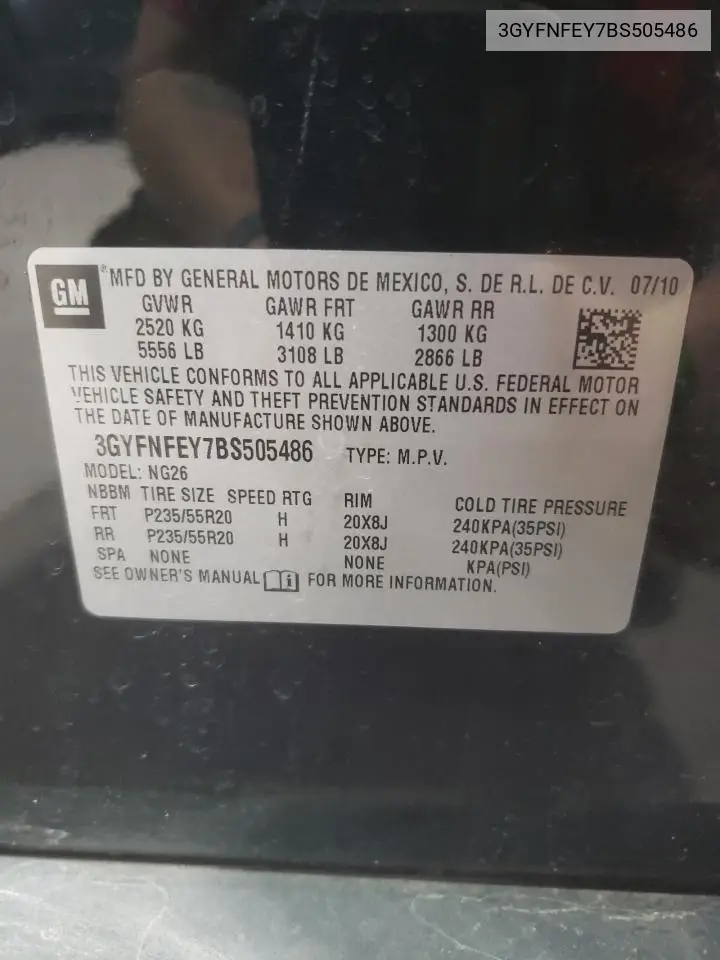 3GYFNFEY7BS505486
GM ® MFD BY GENERAL MOTORS DE MEXICO, S. DE R.L. DE C.V. 07/10
GVWR GAWR FRT GAWR RR
2520 KG 1410 KG 1300 KG
5556 LB 3108 LB 2866 LB
THIS VEHICLE CONFORMS TO ALL APPLICABLE U.S. FEDERAL MOTOR
VEHICLE SAFETY AND THEFT PREVENTION STANDARDS IN EFFECT ON
THE DATE OF MANUFACTURE SHOWN ABOVE.
3GYFNFEY7BS505486 TYPE: M.P.V.
MODEL: NG26
NBBM TIRE SIZE SPEED RTG RIM COLD TIRE PRESSURE
FRT P235/55R20 H 20X8J 240KPA(35PSI)
RR P235/55R20 H 20X8J 240KPA(35PSI)
SPA NONE NONE KPA(PSI)
SEE OWNER'S MANUAL i FOR MORE INFORMATION.